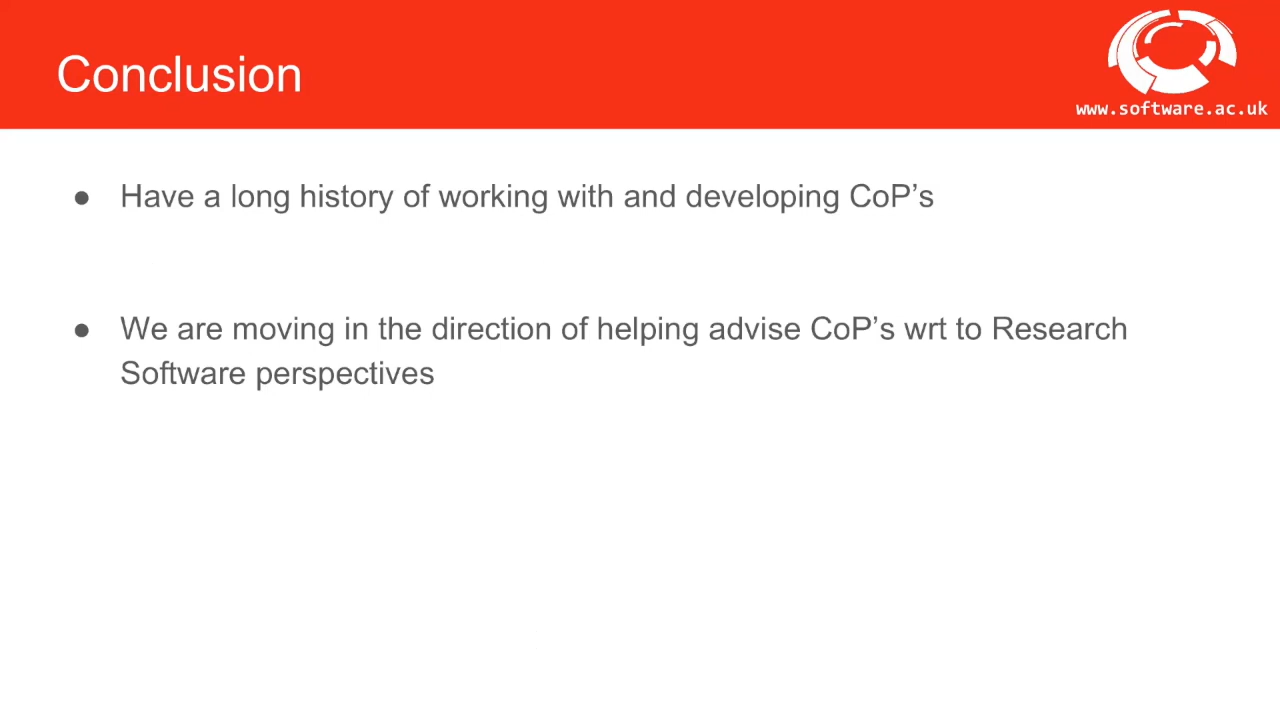 Conclusion
www.software.ac.uk
● Have a long history of working with and developing CoP’s
● We are moving in the direction of helping advise CoP’s wrt to Research
Software perspectives